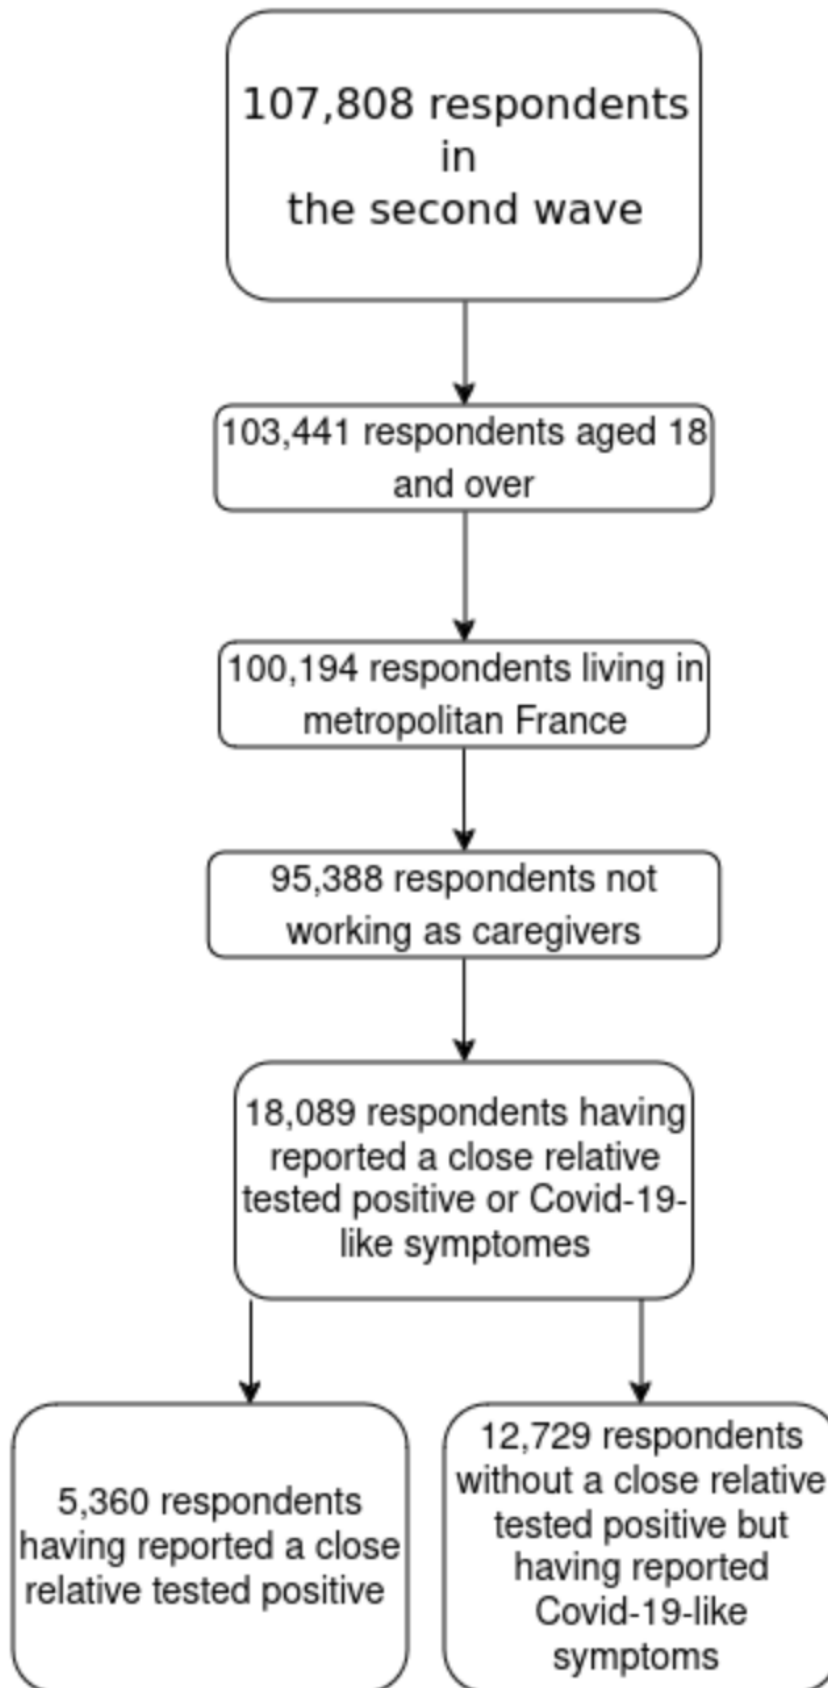 107,808 respondents
in
the second wave
103,441 respondents aged 18
and over
100,194 respondents living in
metropolitan France
95,388 respondents not
working as caregivers
18,089 respondents having
reported a close relative
tested positive or Covid-19-
like symptomes
5,360 respondents
having reported a close
relative tested positive
12,729 respondents
without a close relative
tested positive but
having reported
Covid-19-like
symptoms